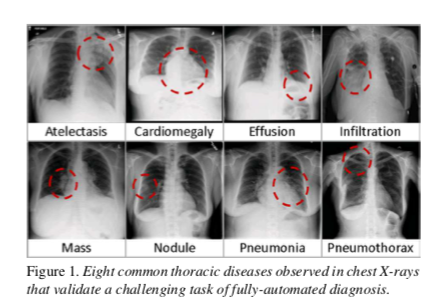 Atelectasis Cardiomegaly Effusion Infiltration
Mass Nodule Pneumonia Pneumothorax
Figure 1. Eight common thoracic diseases observed in chest X-rays
that validate a challenging task of fully-automated diagnosis.